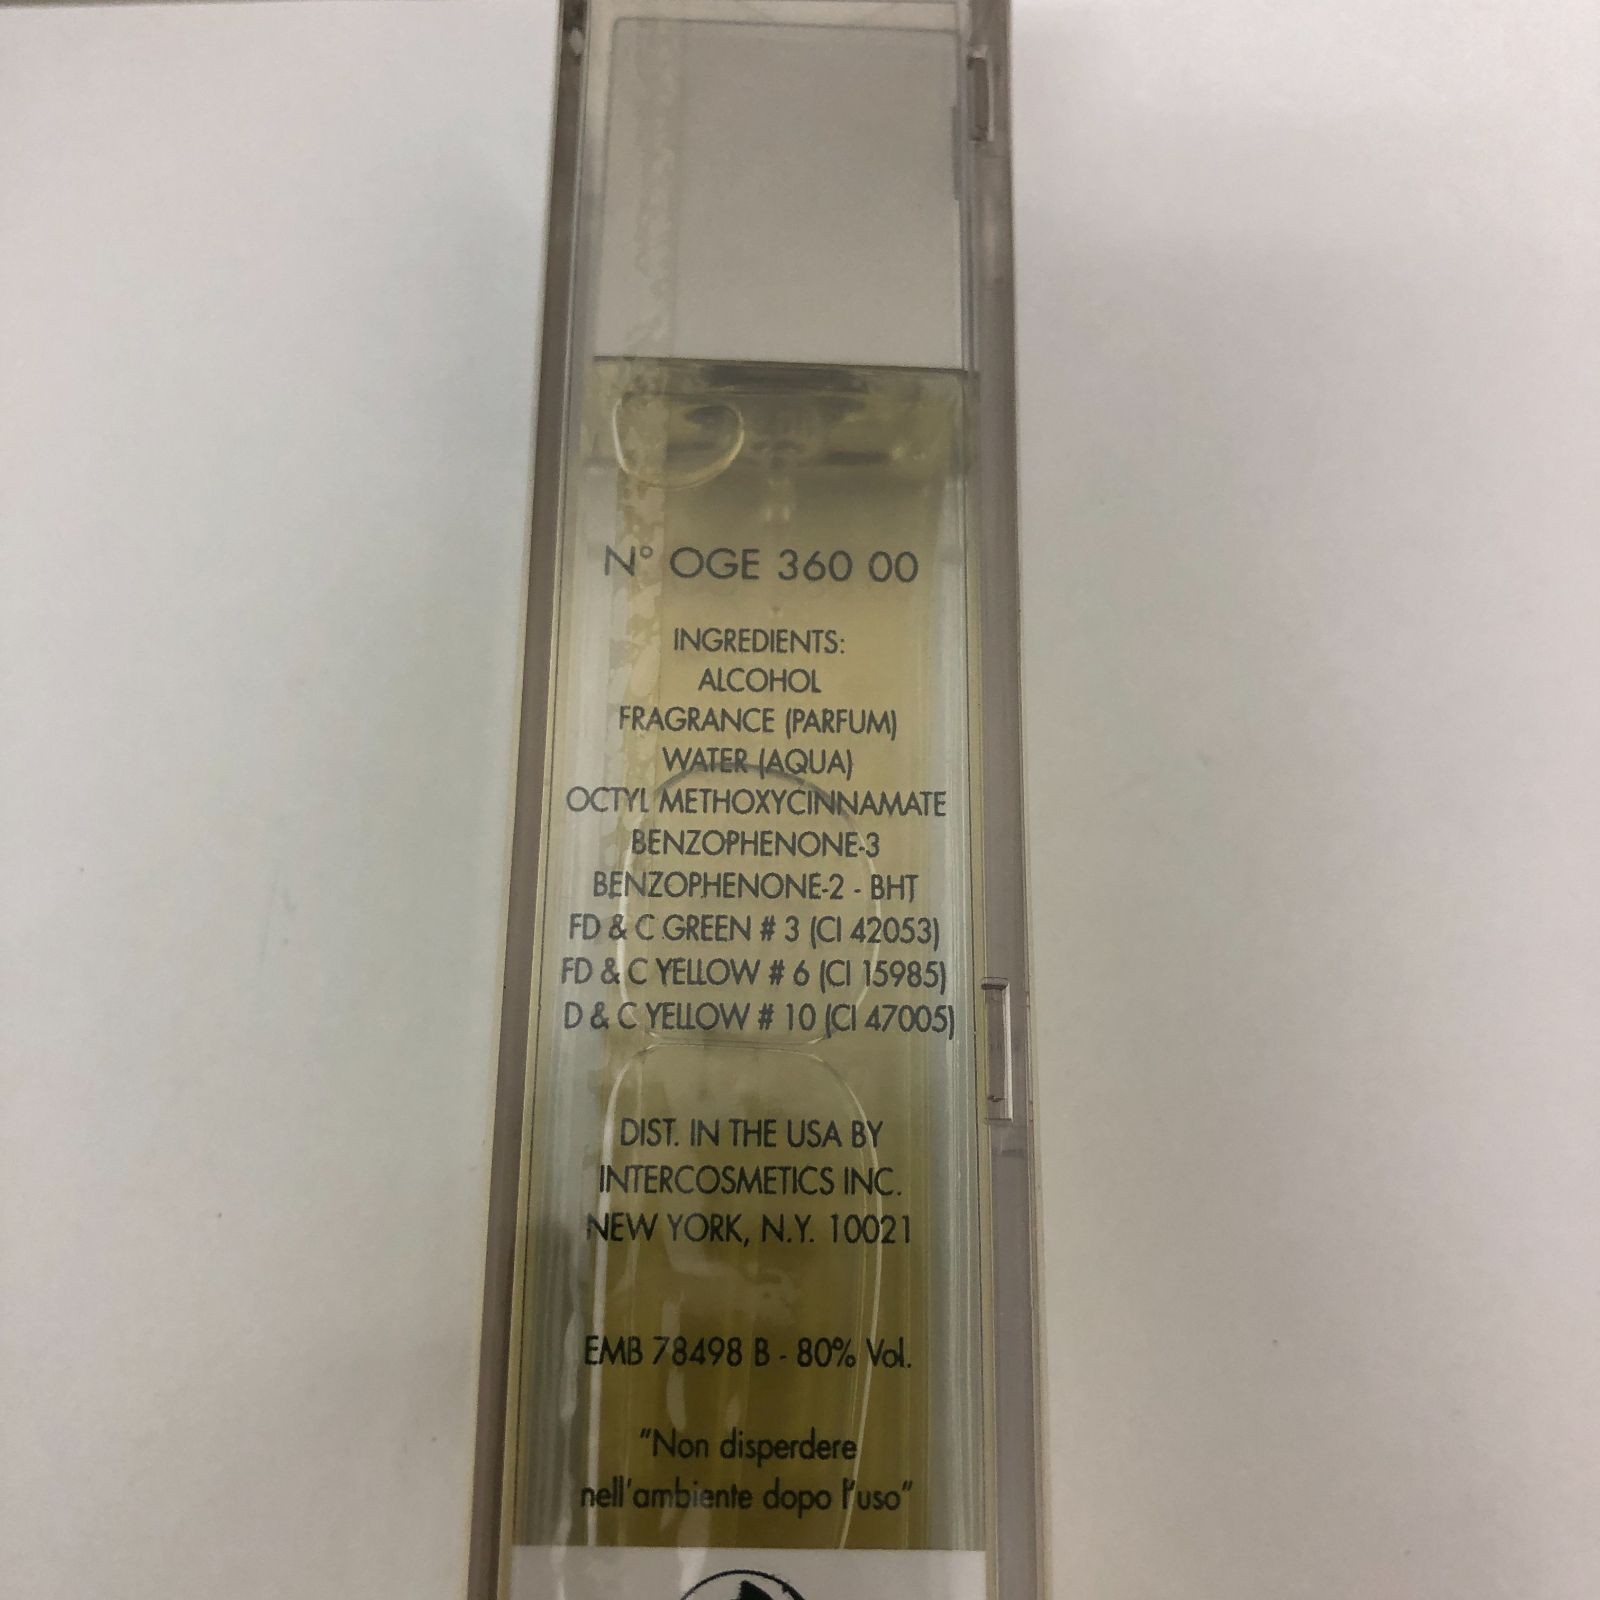 N° OGE 360 00
INGREDIENTS:
ALCOHOL
FRAGRANCE (PARFUM)
WATER (AQUA)
OCTYL METHOXYCINNAMATE
BENZOPHENONE-3
BENZOPHENONE-2 - BHT
FD & C GREEN # 3 (CI 42053)
FD & C YELLOW # 6 (CI 15985)
D & C YELLOW # 10 (CI 47005)
DIST. IN THE USA BY
INTERCOSMETICS INC.
NEW YORK, N.Y. 10021
EMB 78498 B - 80% Vol.
"Non disperdere
nell'ambiente dopo l'uso"